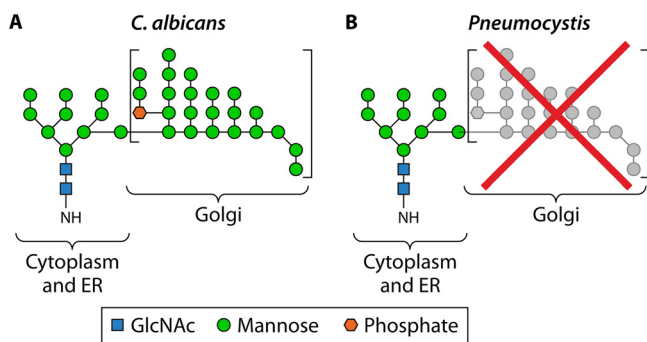 A C. albicans
B Pneumocystis
NH
Golgi
Cytoplasm
and ER
NH
Golgi
Cytoplasm
and ER
GlcNAc Mannose Phosphate